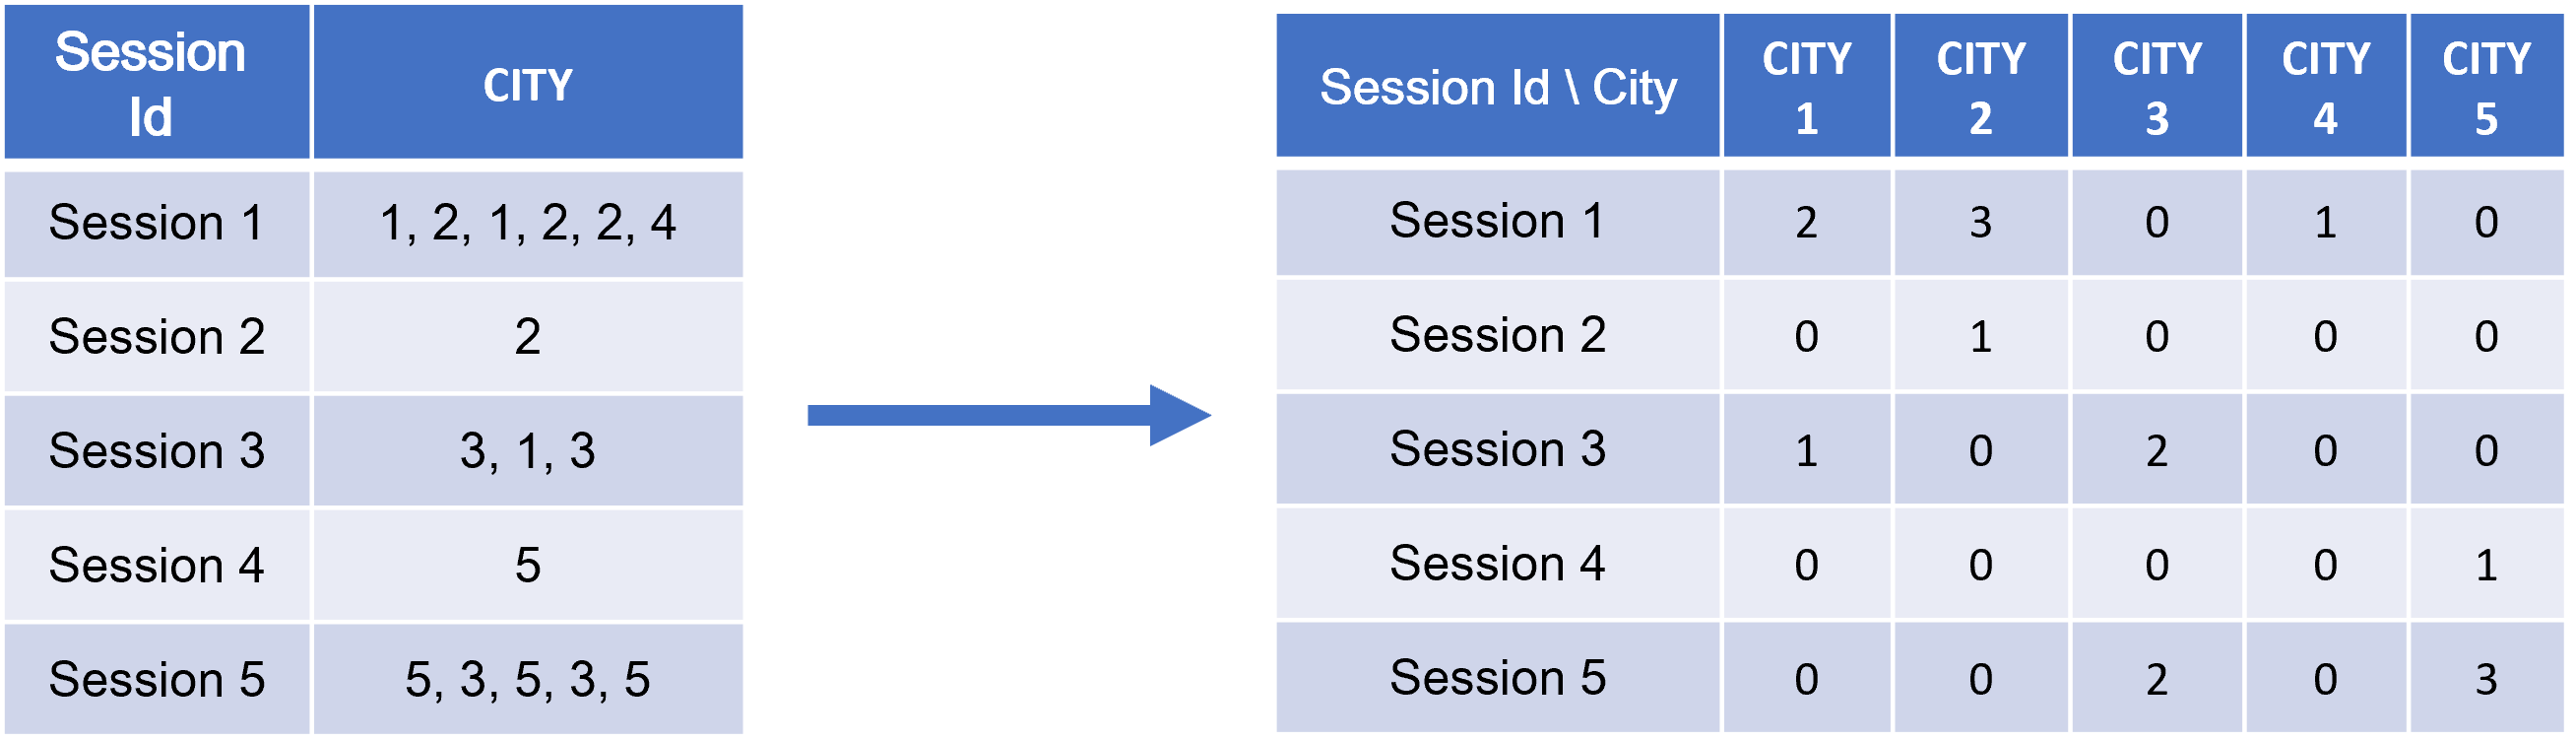 Session
Id
CITY
Session 1
1, 2, 1, 2, 2, 4
Session 2
2
Session 3
3, 1, 3
Session 4
5
Session 5
5, 3, 5, 3, 5
Session Id \ City
CITY
1
CITY
2
CITY
3
CITY
4
CITY
5
Session 1
2
3
0
1
0
Session 2
0
1
0
0
0
Session 3
1
0
2
0
0
Session 4
0
0
0
0
1
Session 5
0
0
2
0
3